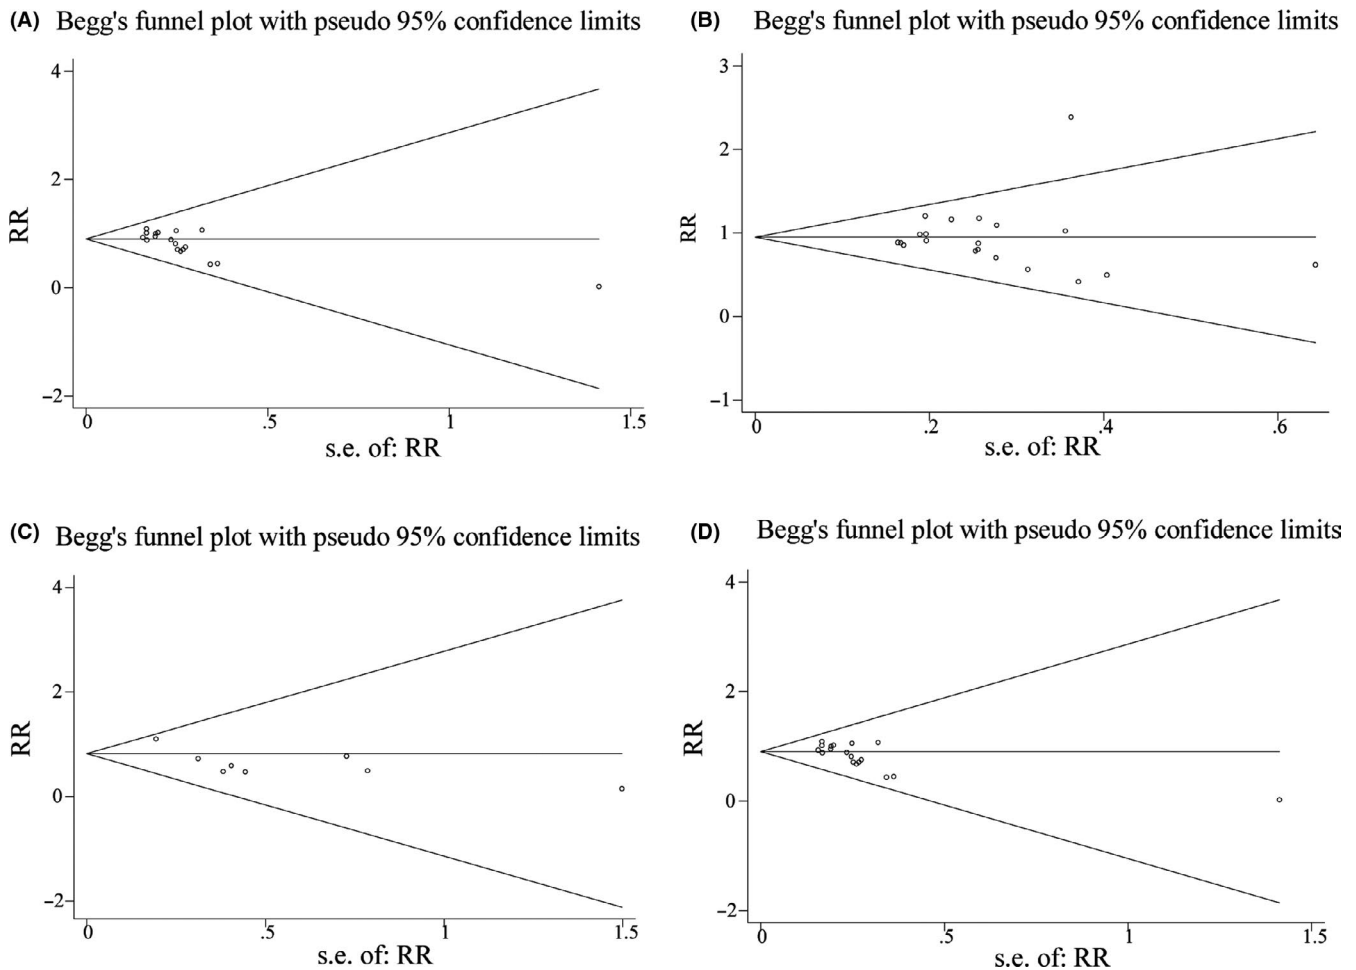 (A) Begg's funnel plot with pseudo 95% confidence limits
4
2
0
−2
RR
0 .5 1 1.5
s.e. of: RR
(B) Begg's funnel plot with pseudo 95% confidence limits
3
2
1
0
−1
RR
0 .2 .4 .6
s.e. of: RR
(C) Begg's funnel plot with pseudo 95% confidence limits
4
2
0
−2
RR
0 .5 1 1.5
s.e. of: RR
(D) Begg's funnel plot with pseudo 95% confidence limits
4
2
0
−2
RR
0 .5 1 1.5
s.e. of: RR